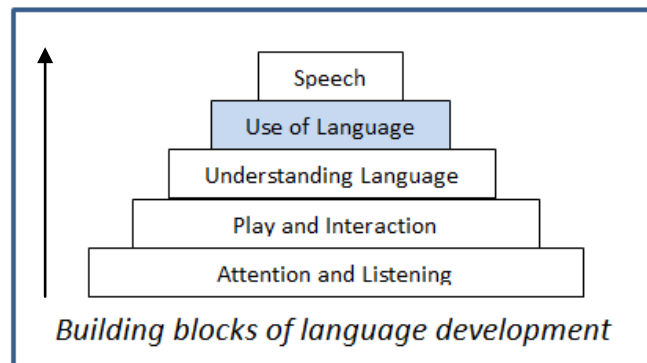 Speech
Use of Language
Understanding Language
Play and Interaction
Attention and Listening
Building blocks of language development